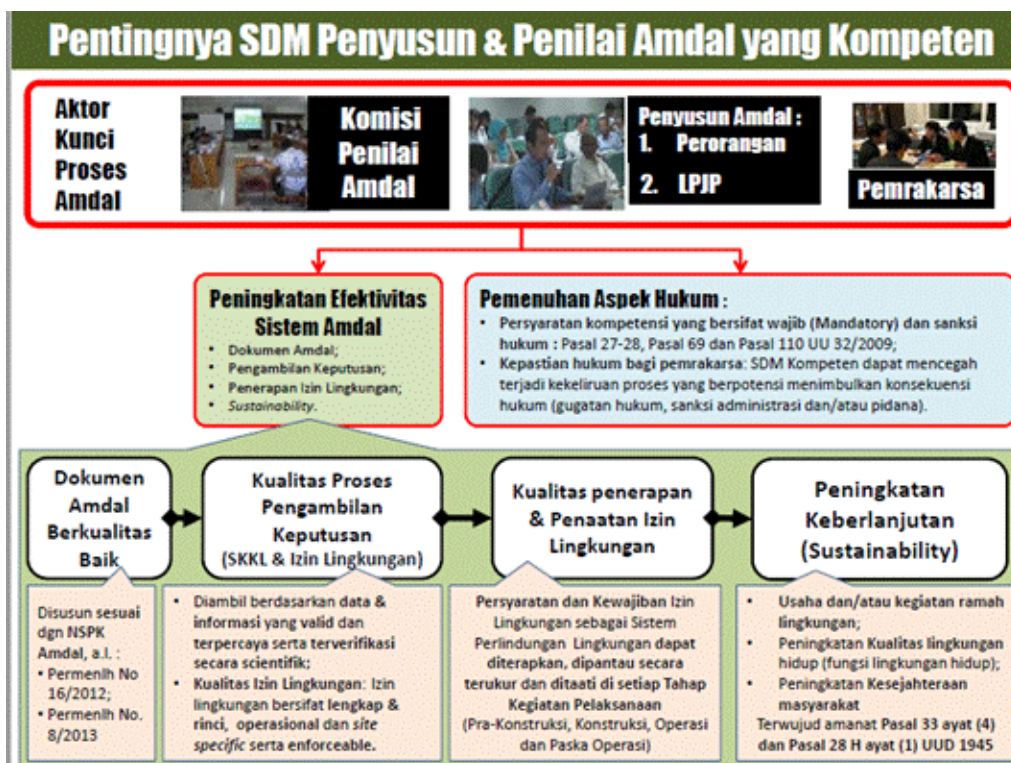 Pentingnya SDM Penyusun & Penilai Amdal yang Kompeten
Aktor
Kunci
Proses
Amdal
Komisi
Penilai
Amdal
Penyusun Amdal :
1. Perorangan
2. LPJP
Pemrakarsa
Peningkatan Efektivitas
Sistem Amdal
• Dokumen Amdal;
• Pengambilan Keputusan;
• Penerapan Izin Lingkungan;
• Sustainability.
Pemenuhan Aspek Hukum :
• Persyaratan kompetensi yang bersifat wajib (Mandatory) dan sanksi
hukum : Pasal 27-28, Pasal 69 dan Pasal 110 UU 32/2009;
• Kepastian hukum bagi pemrakarsa: SDM Kompeten dapat mencegah
terjadi kekeliruan proses yang berpotensi menimbulkan konsekuensi
hukum (gugatan hukum, sanksi administrasi dan/atau pidana).
Dokumen
Amdal
Berkualitas
Baik
Kualitas Proses
Pengambilan
Keputusan
(SKKL & Izin Lingkungan)
Kualitas penerapan
& Penaatan Izin
Lingkungan
Peningkatan
Keberlanjutan
(Sustainability)
Disusun sesuai
dgn NSPK
Amdal, a.l. :
• Permenlh No
16/2012;
• Permenlh No.
8/2013
• Diambil berdasarkan data &
informasi yang valid dan
terpercaya serta terverifikasi
secara scientifik;
• Kualitas Izin Lingkungan: Izin
lingkungan bersifat lengkap &
rinci, operasional dan site
specific serta enforceable.
Persyaratan dan Kewajiban Izin
Lingkungan sebagai Sistem
Perlindungan Lingkungan dapat
diterapkan, dipantau secara
terukur dan ditaati di setiap Tahap
Kegiatan Pelaksanaan
(Pra-Konstruksi, Konstruksi, Operasi
dan Paska Operasi)
• Usaha dan/atau kegiatan ramah
lingkungan;
• Peningkatan Kualitas lingkungan
hidup (fungsi lingkungan hidup);
• Peningkatan Kesejahteraan
masyarakat
Terwujud amanat Pasal 33 ayat (4)
dan Pasal 28 H ayat (1) UUD 1945